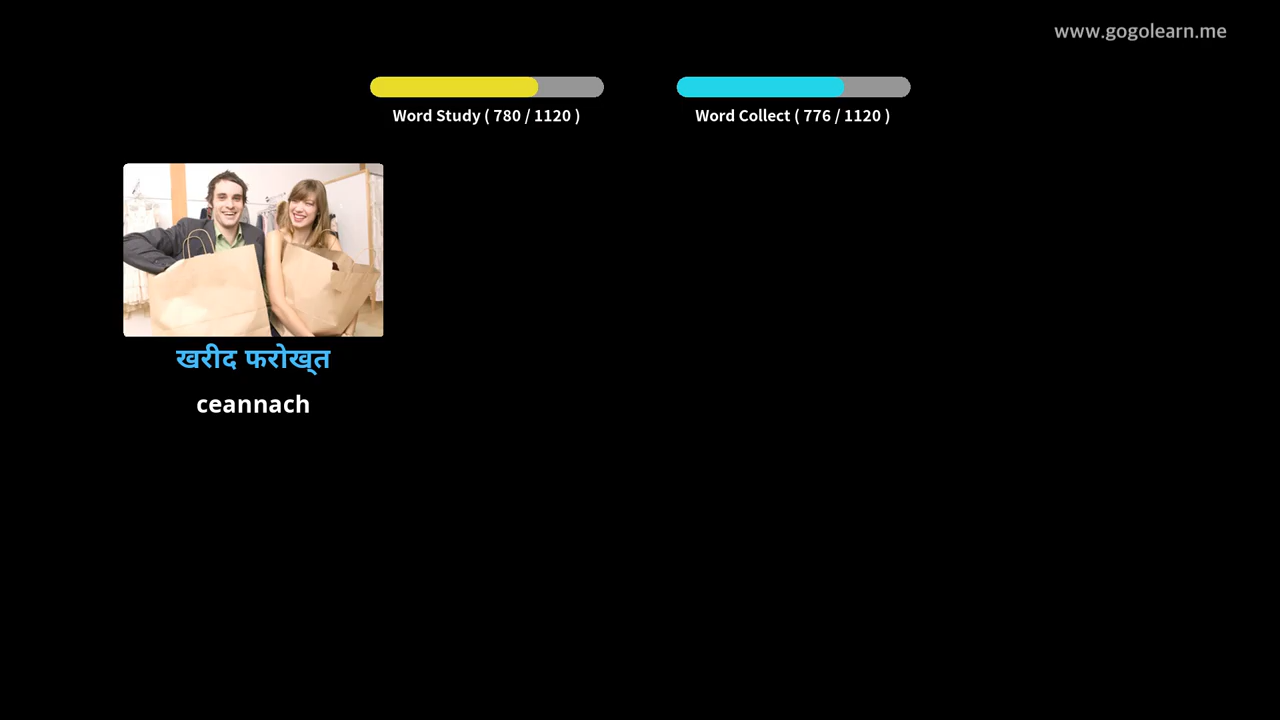 www.gogolearn.me
Word Study ( 780 / 1120 )
Word Collect ( 776 / 1120 )
खरीद फरोख्त
ceannach